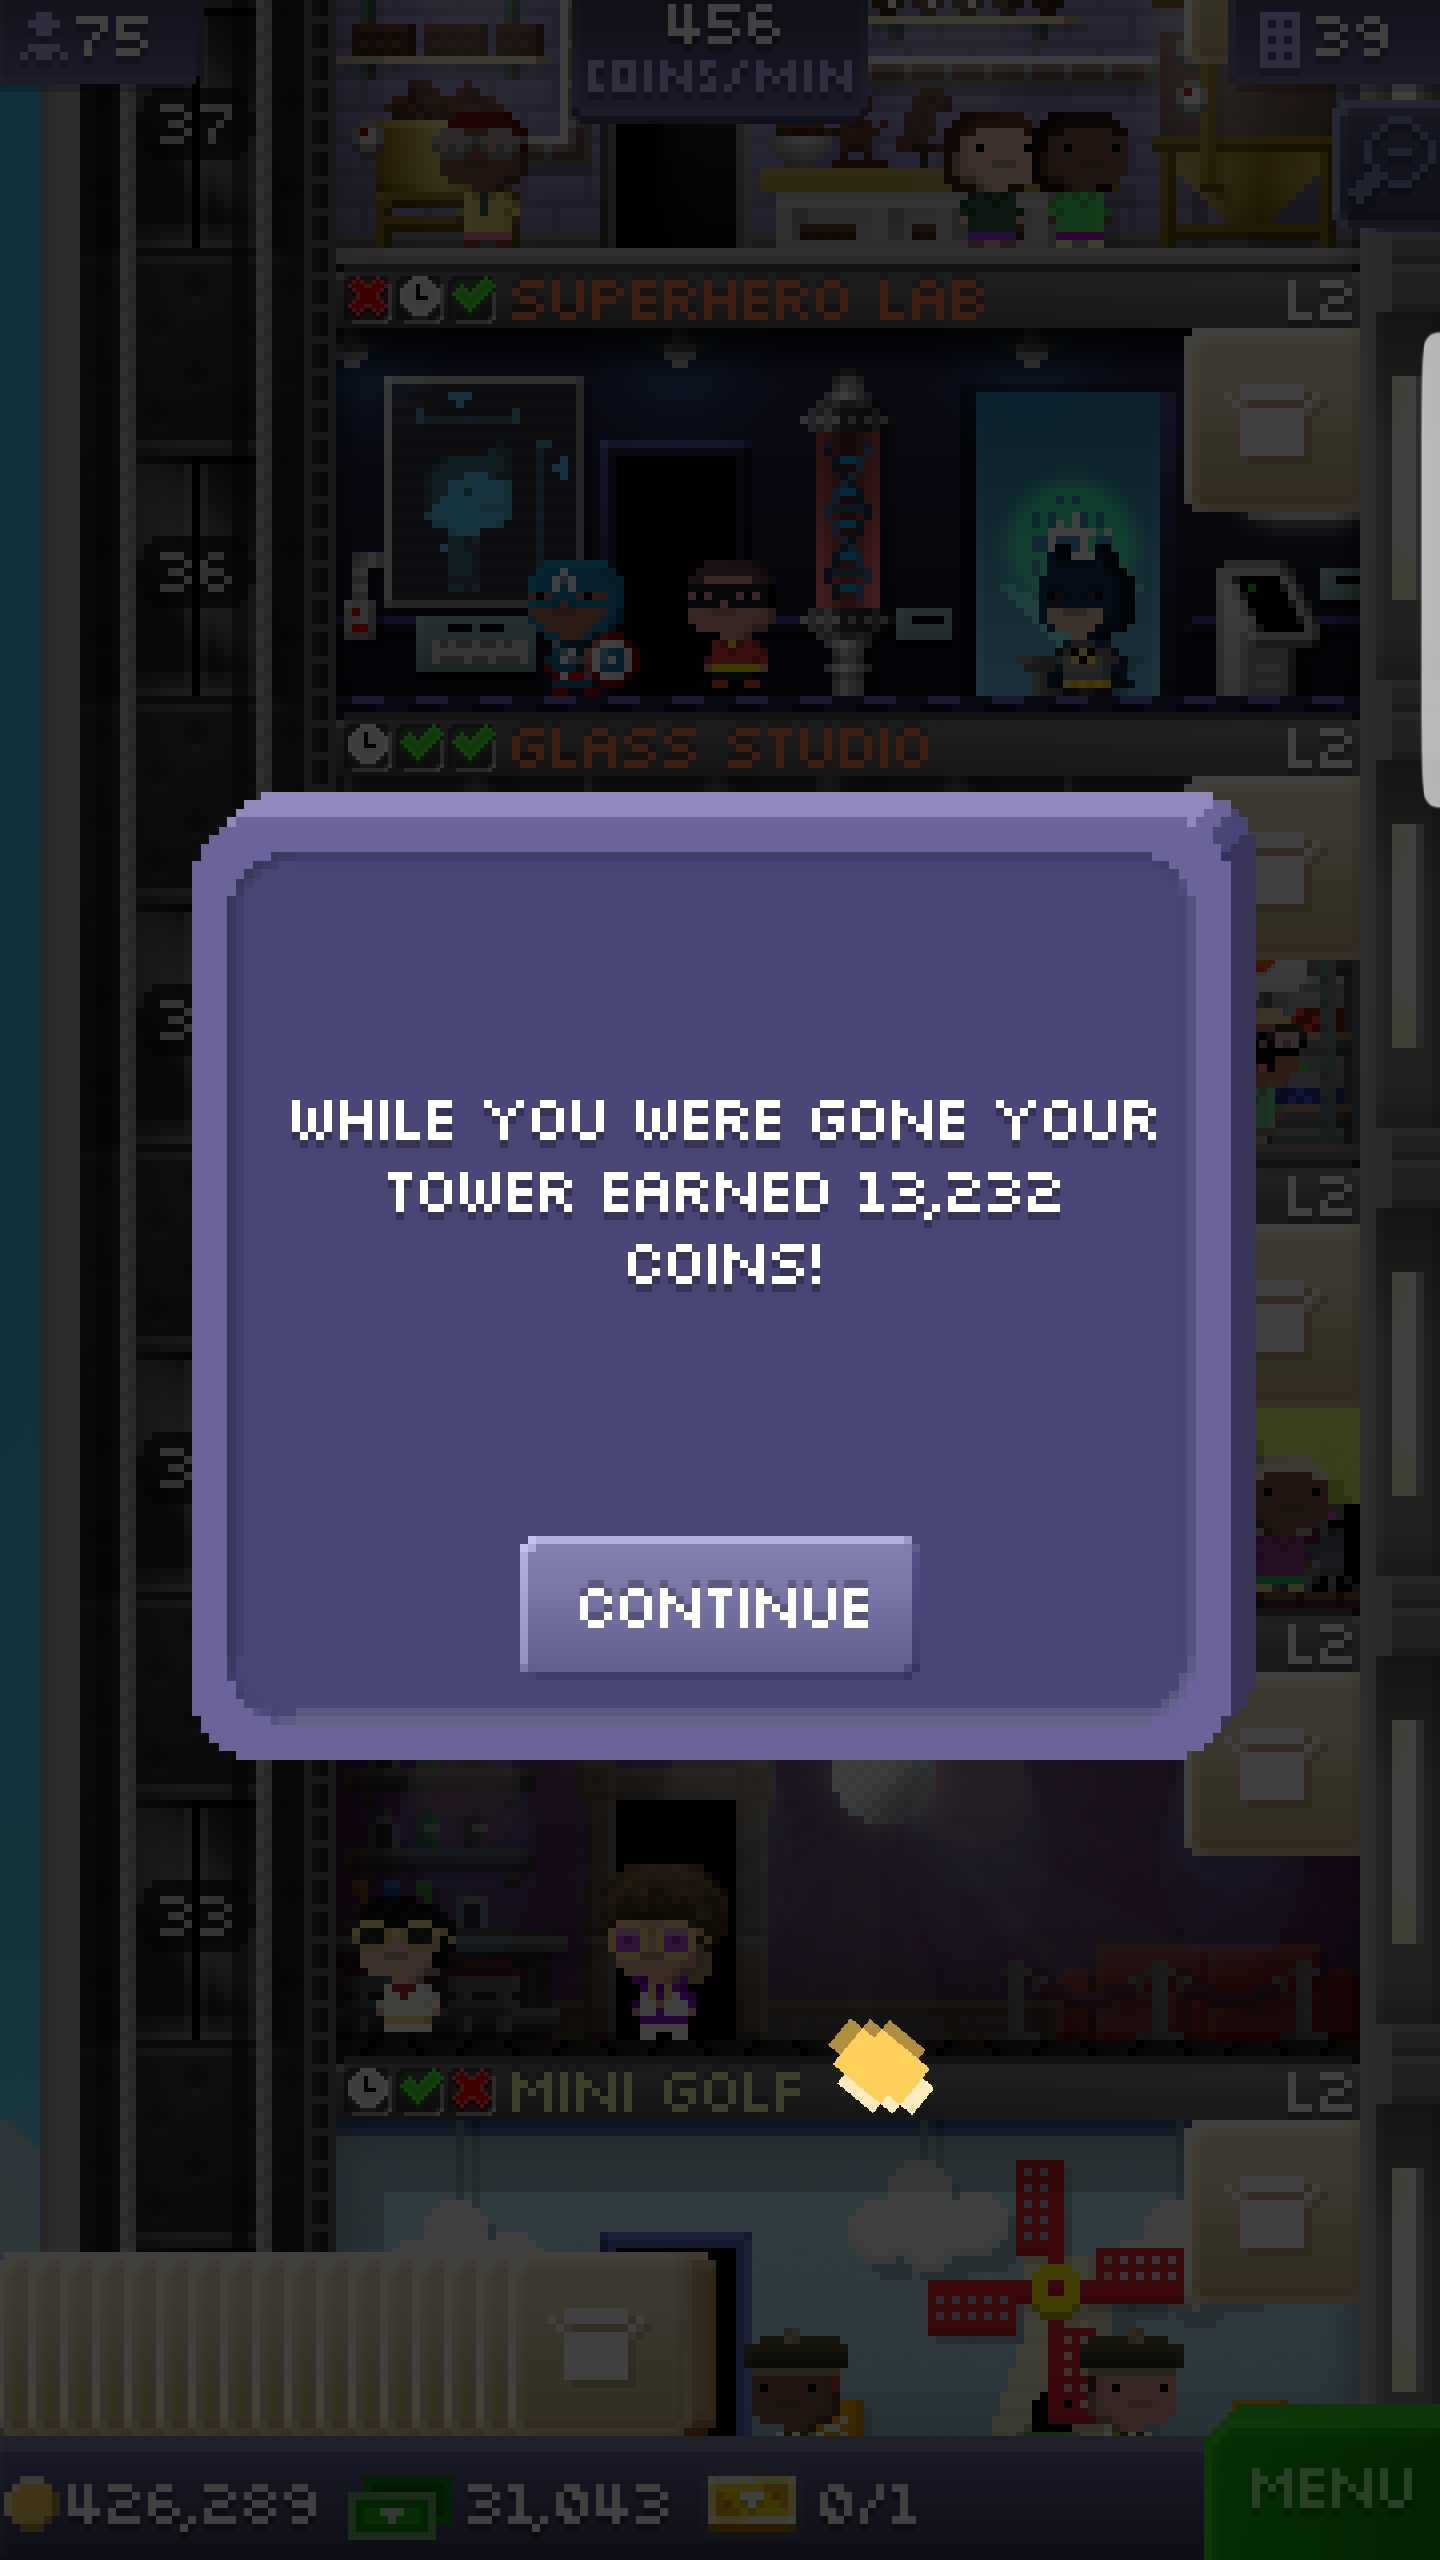 75
456
COINS/MIN
39
37
SUPERHERO LAB L2
36
GLASS STUDIO L2
L2
WHILE YOU WERE GONE YOUR
TOWER EARNED 13,232
COINS!
L2
CONTINUE
33
MINI GOLF L2
426,289 31,043 0/1 MENU